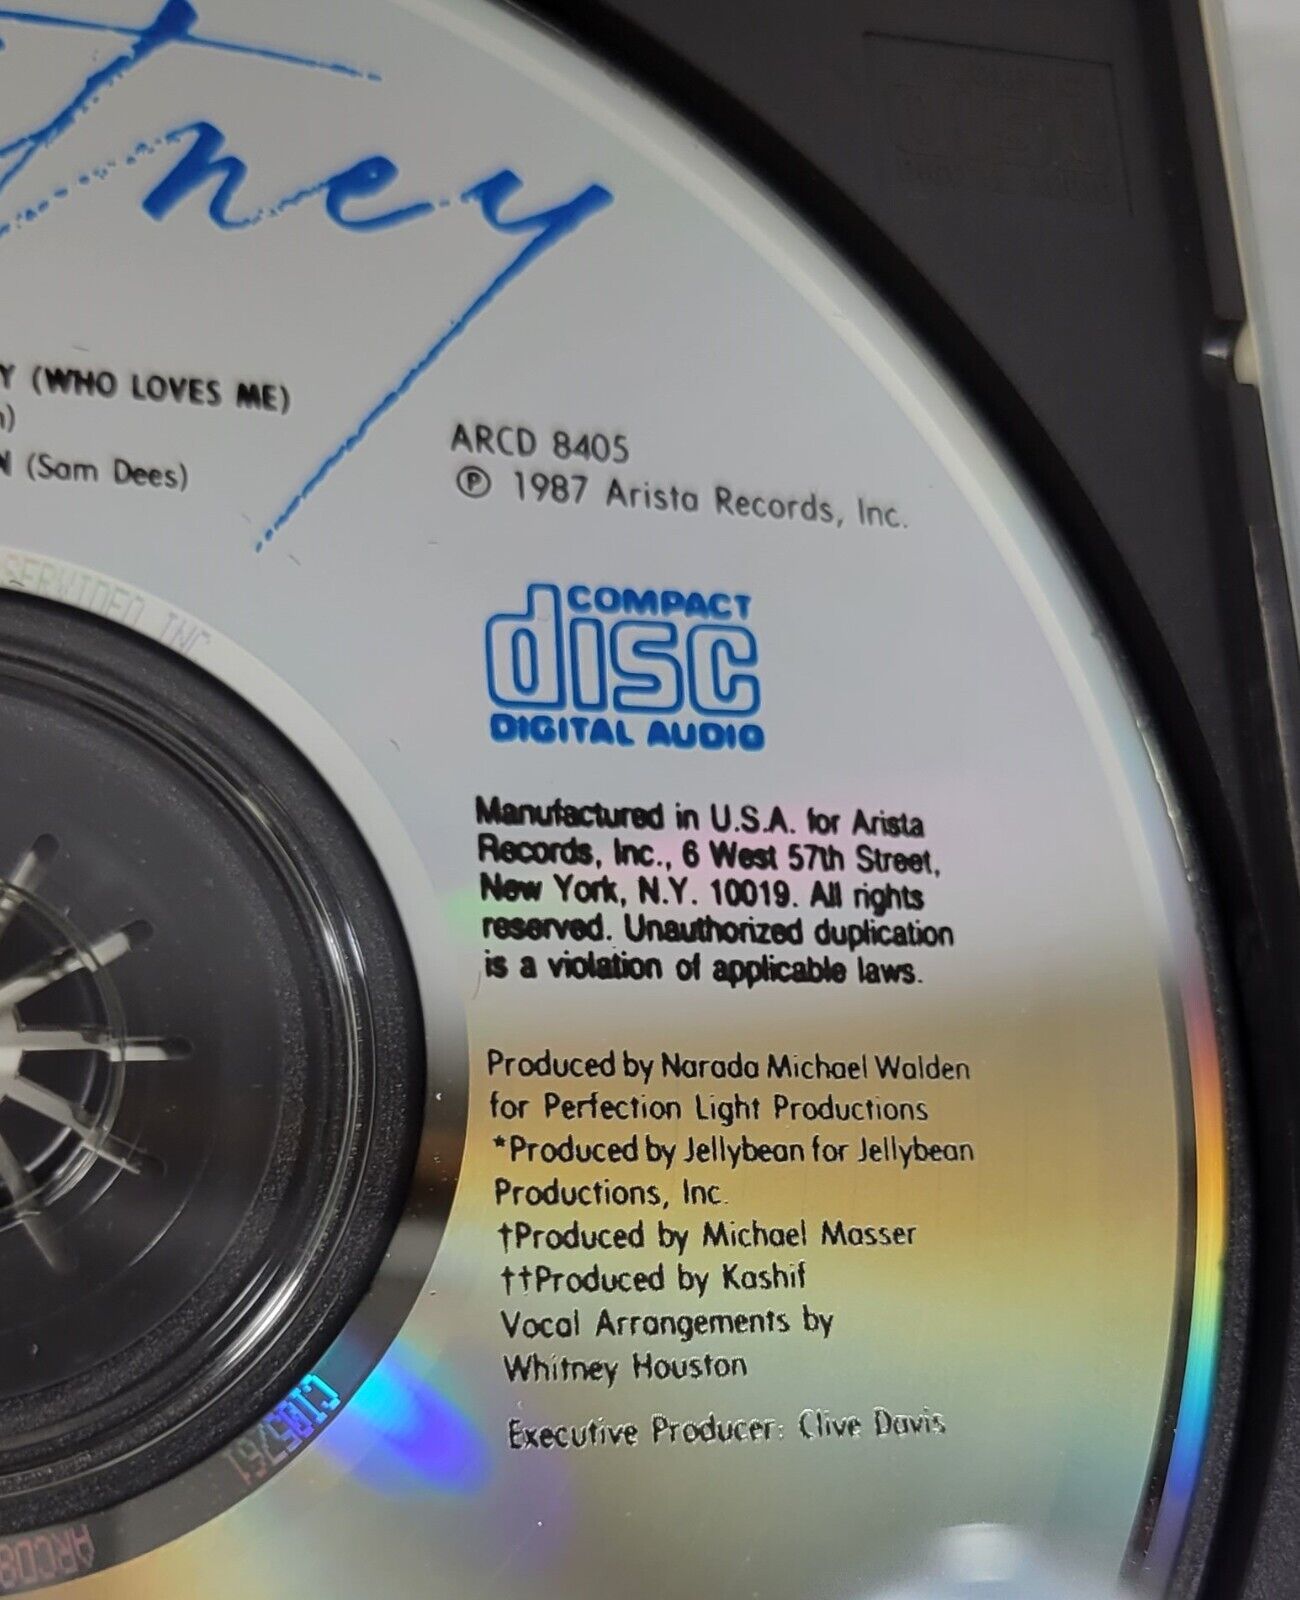 tney
Y (WHO LOVES ME)
n)
N (Sam Dees)
ARCD 8405
Ⓟ 1987 Arista Records, Inc.
COMPACT
disc
DIGITAL AUDIO
Manufactured in U.S.A. for Arista
Records, Inc., 6 West 57th Street,
New York, N.Y. 10019. All rights
reserved. Unauthorized duplication
is a violation of applicable laws.
Produced by Narada Michael Walden
for Perfection Light Productions
*Produced by Jellybean for Jellybean
Productions, Inc.
†Produced by Michael Masser
††Produced by Kashif
Vocal Arrangements by
Whitney Houston
Executive Producer: Clive Davis
SERVIDEO INC